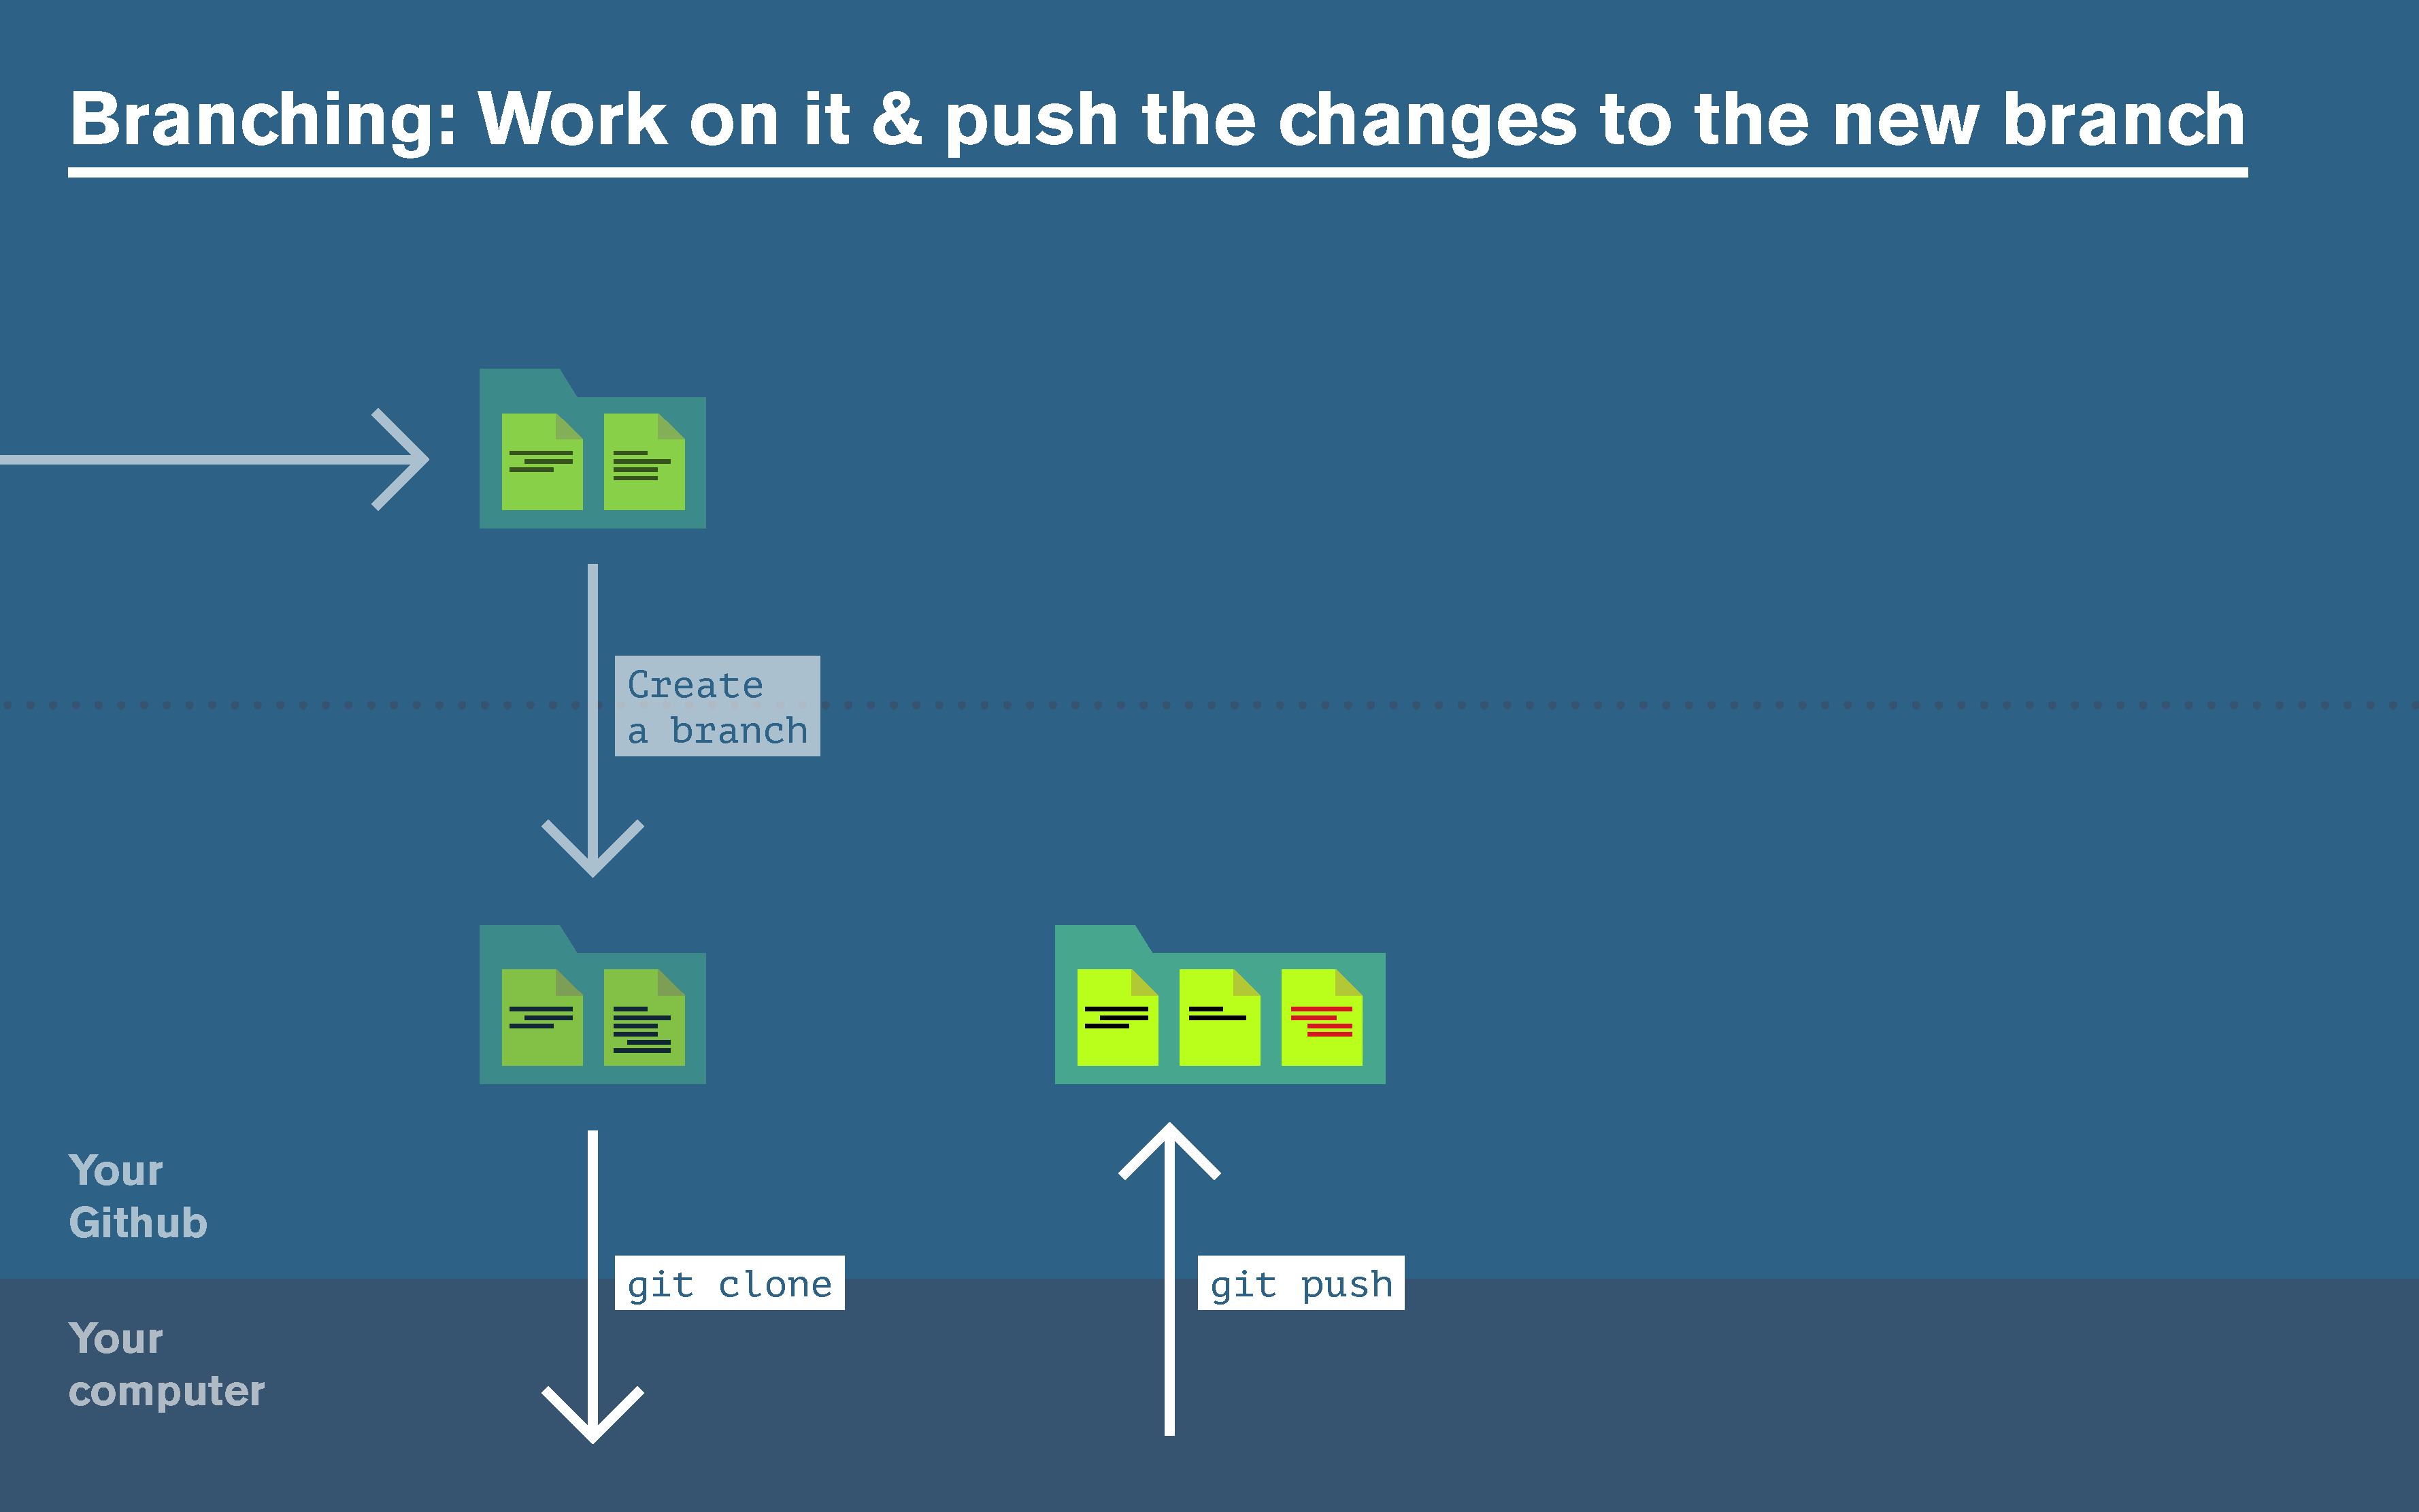 Branching: Work on it & push the changes to the new branch
Create
a branch
Your
Github
git clone
git push
Your
computer